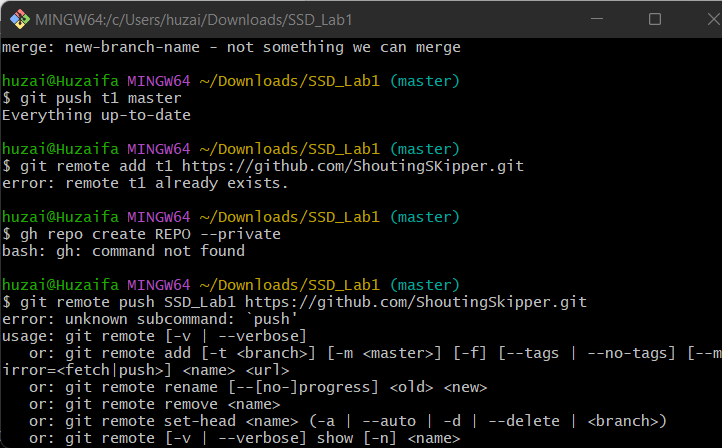 MINGW64:/c/Users/huzai/Downloads/SSD_Lab1
merge: new-branch-name - not something we can merge
huzai@Huzaifa MINGW64 ~/Downloads/SSD_Lab1 (master)
$ git push t1 master
Everything up-to-date
huzai@Huzaifa MINGW64 ~/Downloads/SSD_Lab1 (master)
$ git remote add t1 https://github.com/ShoutingSKipper.git
error: remote t1 already exists.
huzai@Huzaifa MINGW64 ~/Downloads/SSD_Lab1 (master)
$ gh repo create REPO --private
bash: gh: command not found
huzai@Huzaifa MINGW64 ~/Downloads/SSD_Lab1 (master)
$ git remote push SSD_Lab1 https://github.com/ShoutingSkipper.git
error: unknown subcommand: `push'
usage: git remote [-v | --verbose]
   or: git remote add [-t <branch>] [-m <master>] [-f] [--tags | --no-tags] [--m
irror=<fetch|push>] <name> <url>
   or: git remote rename [--[no-]progress] <old> <new>
   or: git remote remove <name>
   or: git remote set-head <name> (-a | --auto | -d | --delete | <branch>)
   or: git remote [-v | --verbose] show [-n] <name>